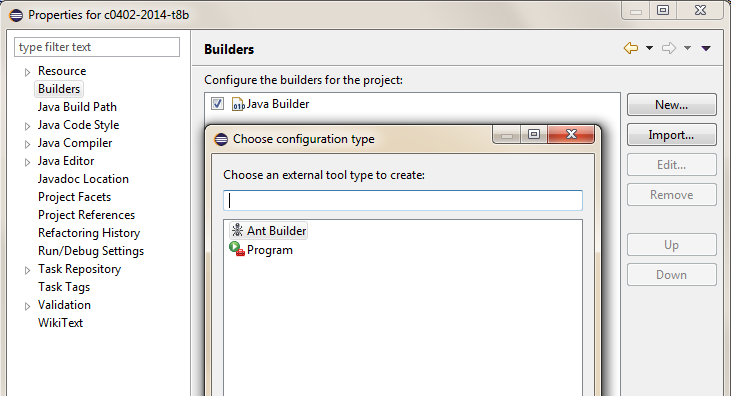 Properties for c0402-2014-t8b
type filter text
Resource
Builders
Java Build Path
Java Code Style
Java Compiler
Java Editor
Javadoc Location
Project Facets
Project References
Refactoring History
Run/Debug Settings
Task Repository
Task Tags
Validation
WikiText
Builders
Configure the builders for the project:
010
Java Builder
New...
Import...
Edit...
Remove
Up
Down
Choose configuration type
Choose an external tool type to create:
Ant Builder
Program